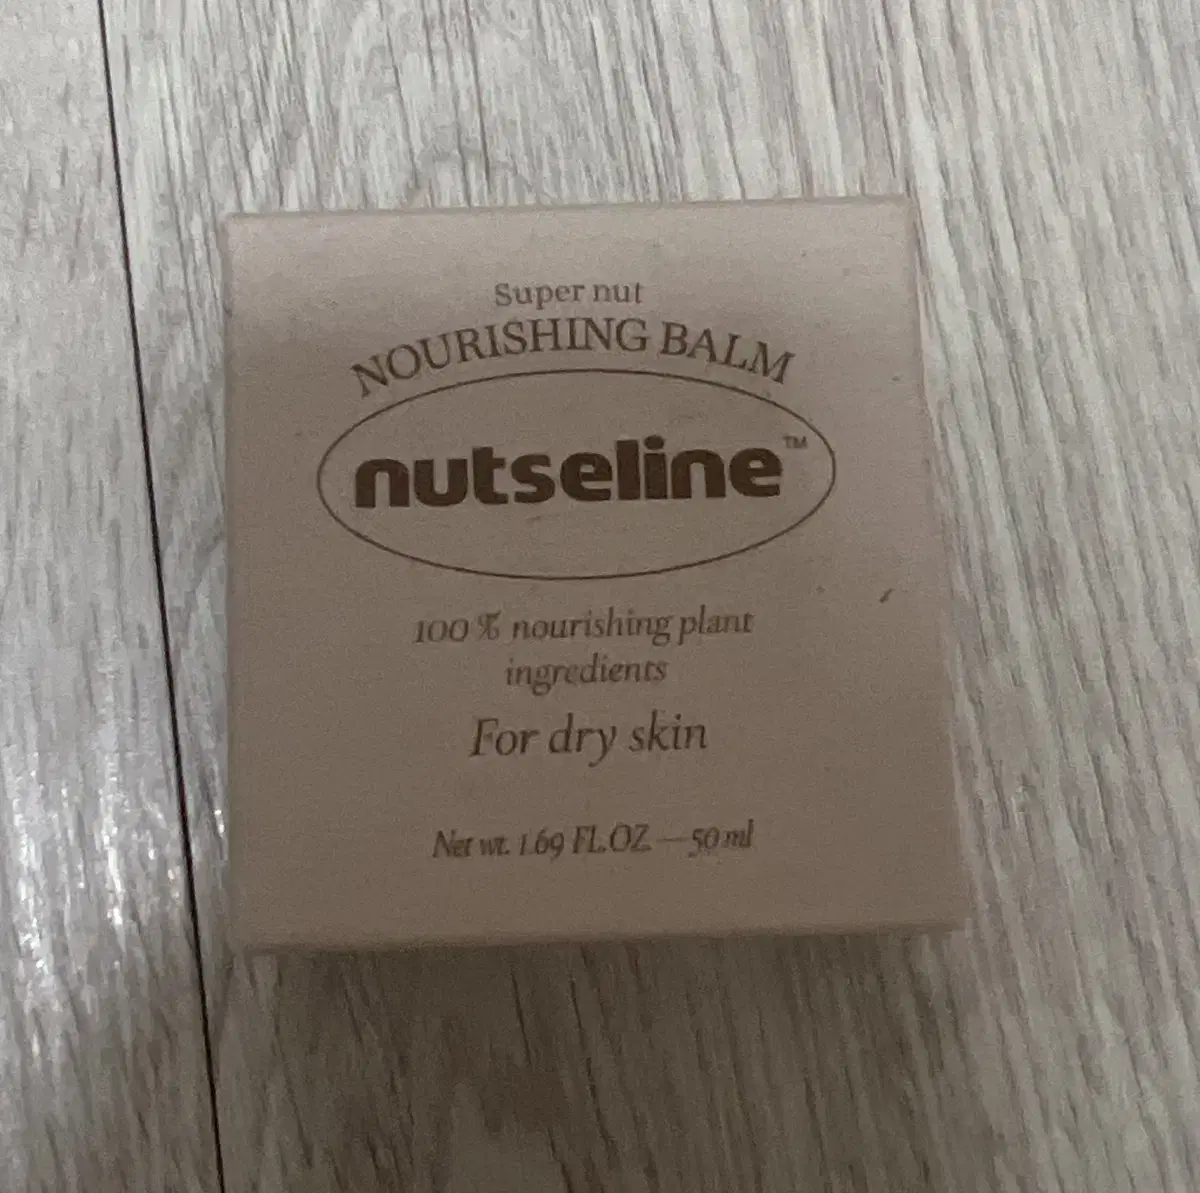 Super nut
NOURISHING BALM
nutseline™
100 % nourishing plant
ingredients
For dry skin
Net wt. 1.69 FL.OZ — 50 ml